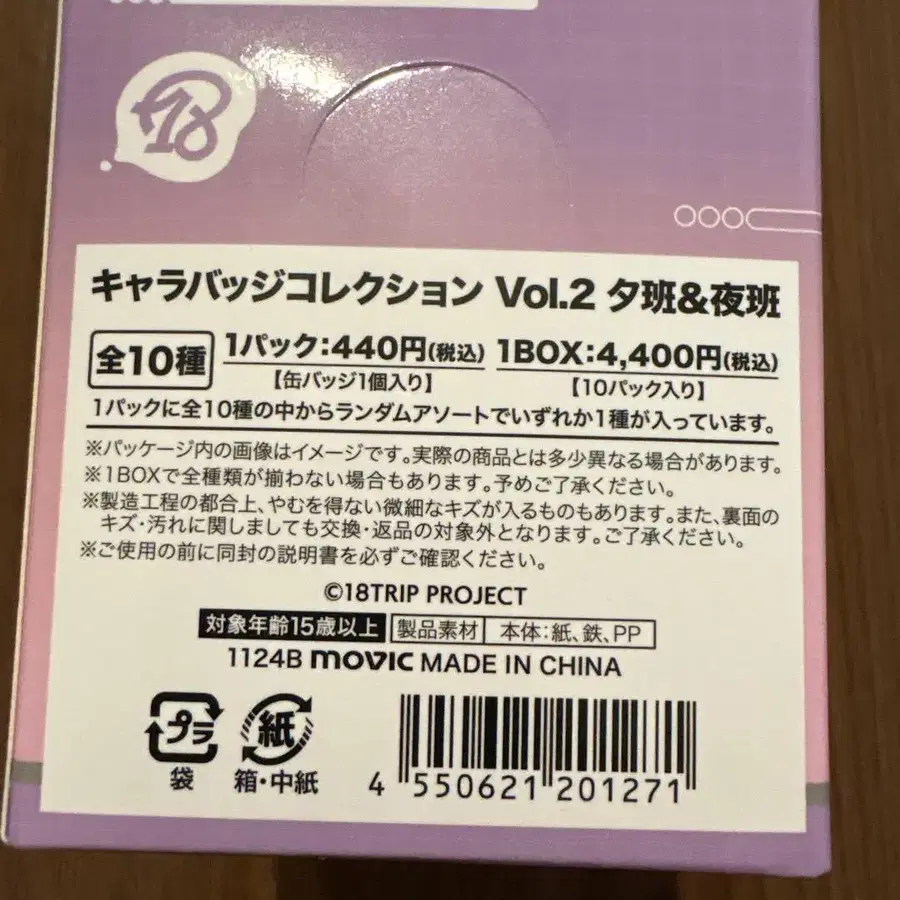 18
キャラバッジコレクション Vol.2 夕班&夜班
全10種 1パック:440円(税込) 1BOX:4,400円(税込)
【缶バッジ1個入り】 【10パック入り】
1パックに全10種の中からランダムアソートでいずれか1種が入っています。
※パッケージ内の画像はイメージです。実際の商品とは多少異なる場合があります。
※1BOXで全種類が揃わない場合もあります。予めご了承ください。
※製造工程の都合上、やむを得ない微細なキズが入るものもあります。また、裏面の
キズ・汚れに関しましても交換・返品の対象外となります。ご了承ください。
※ご使用の前に同封の説明書を必ずご確認ください。
©18TRIP PROJECT
対象年齢15歳以上 製品素材 本体:紙、鉄、PP
1124B movic MADE IN CHINA
プラ 紙
袋 箱・中紙
4 550621 201271